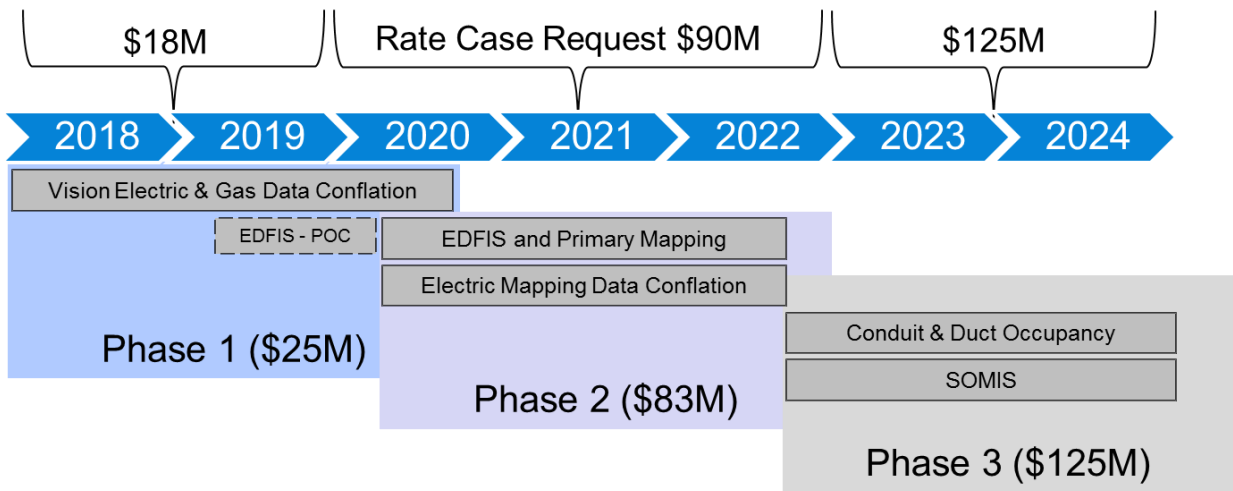 $18M
Rate Case Request $90M
$125M
2018
2019
2020
2021
2022
2023
2024
Vision Electric & Gas Data Conflation
EDFIS - POC
EDFIS and Primary Mapping
Electric Mapping Data Conflation
Phase 1 ($25M)
Conduit & Duct Occupancy
SOMIS
Phase 2 ($83M)
Phase 3 ($125M)